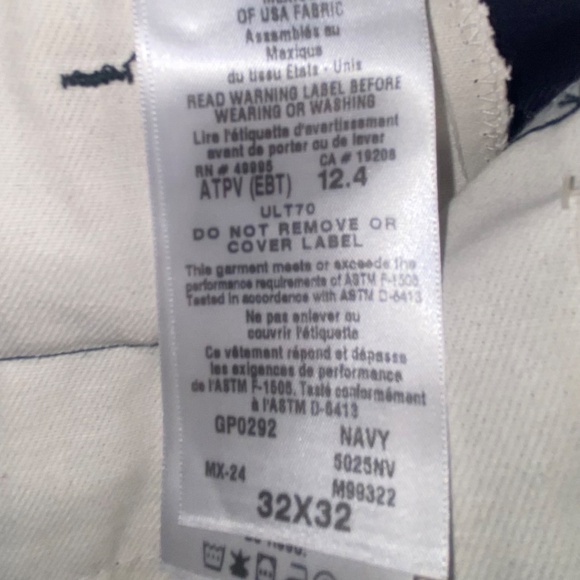 OF USA FABRIC
Assemblés au
Mexique
du tissu États - Unis
READ WARNING LABEL BEFORE
WEARING OR WASHING
Lire l'étiquette d'avertissement
avant de porter ou de laver
RN # 49995 CA # 19208
ATPV (EBT) 12.4
ULT70
DO NOT REMOVE OR
COVER LABEL
This garment meets or exceeds the
performance requirements of ASTM F-1506
Tested in accordance with ASTM D-6413
Ne pas enlever ou
couvrir l'étiquette
Ce vêtement répond et dépasse
les exigences de performance
de l'ASTM F-1506. Testé conformément
à l'ASTM D-6413
GP0292 NAVY
5025NV
MX-24 M99322
32X32